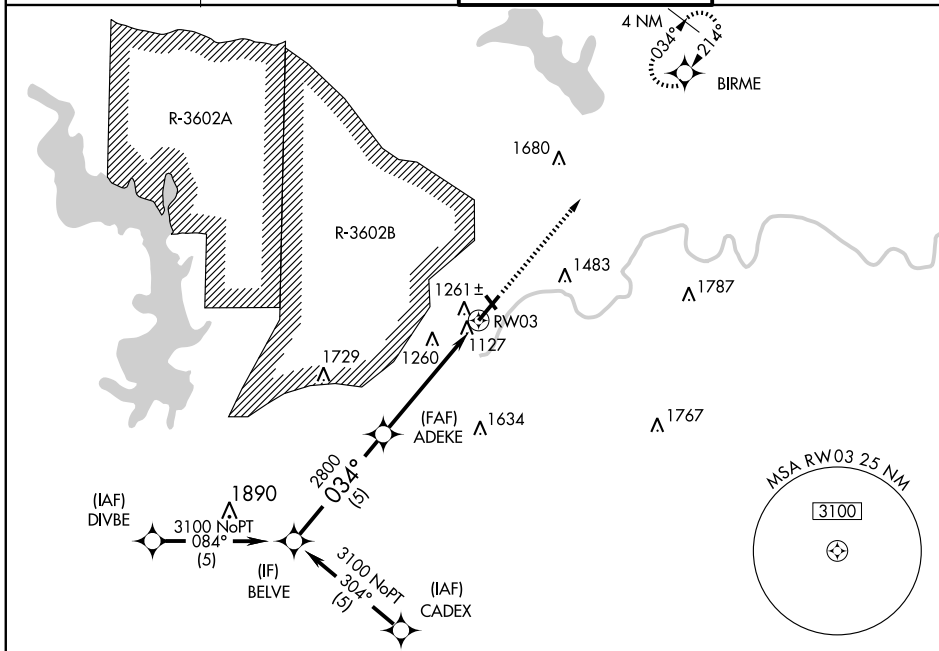 4 NM
034°
214°
BIRME
R-3602A
1680
R-3602B
1483
1261±
1787
RW03
1260
1127
1729
(FAF)
ADEKE
1634
1767
2800
034°
(5)
MSA RW03 25 NM
3100
1890
(IAF)
DIVBE
3100 NoPT
084°
(5)
(IF)
BELVE
3100 NoPT
304°
(5)
(IAF)
CADEX